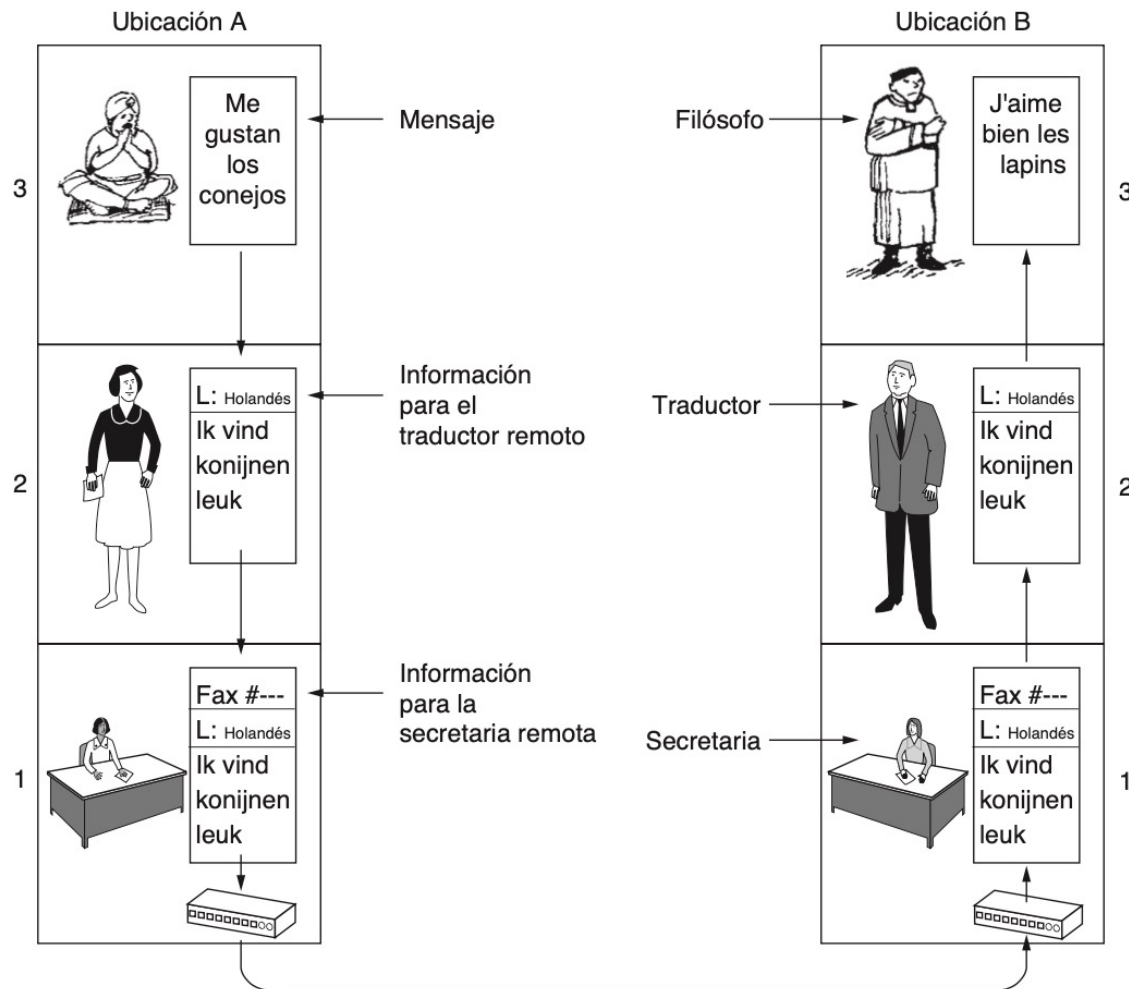 Ubicación A
Ubicación B
3
Me
gustan
los
conejos
Mensaje
Filósofo
J'aime
bien les
lapins
3
2
L: Holandés
Ik vind
konijnen
leuk
Información
para el
traductor remoto
Traductor
L: Holandés
Ik vind
konijnen
leuk
2
1
Fax #---
L: Holandés
Ik vind
konijnen
leuk
Información
para la
secretaria remota
Secretaria
Fax #---
L: Holandés
Ik vind
konijnen
leuk
1